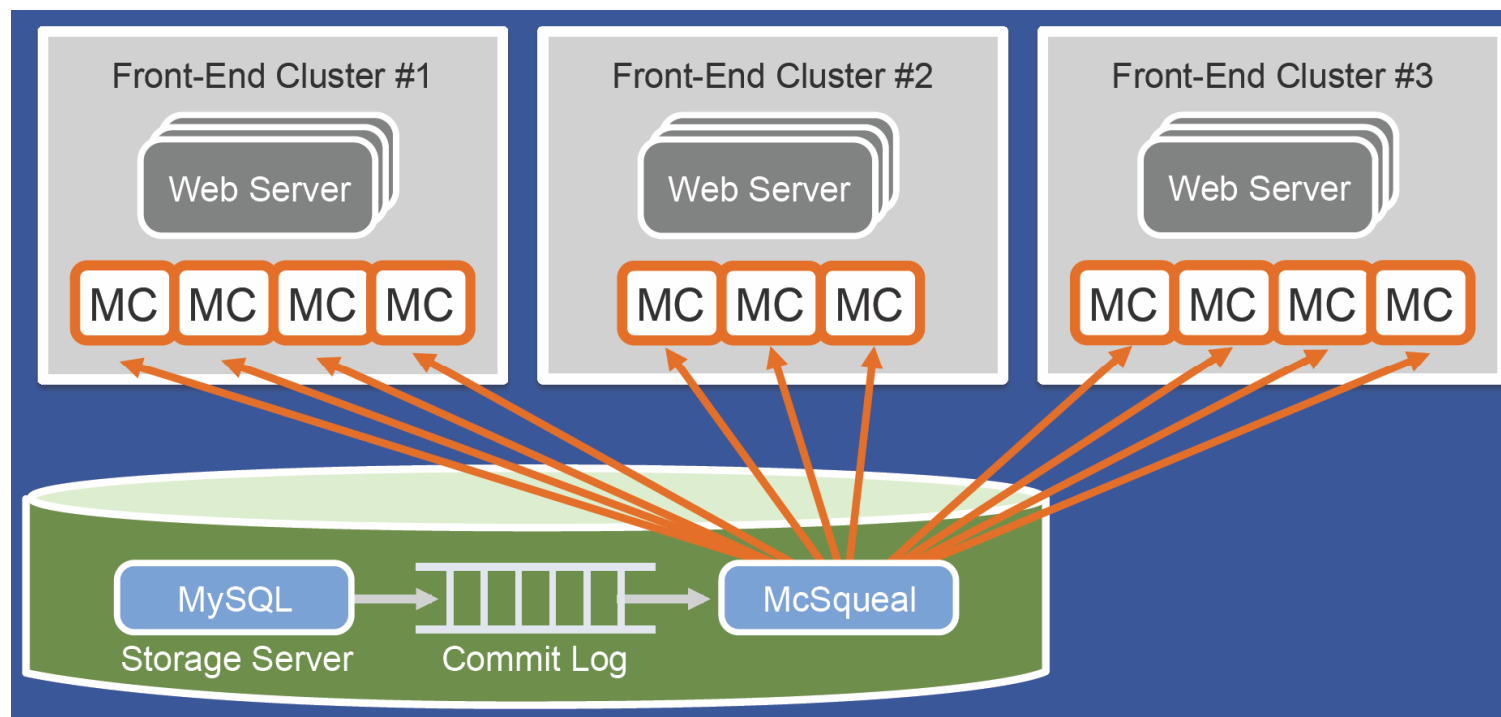 Front-End Cluster #1
Web Server
MC MC MC MC
Front-End Cluster #2
Web Server
MC MC MC
Front-End Cluster #3
Web Server
MC MC MC MC
MySQL
Storage Server
Commit Log
McSqueal